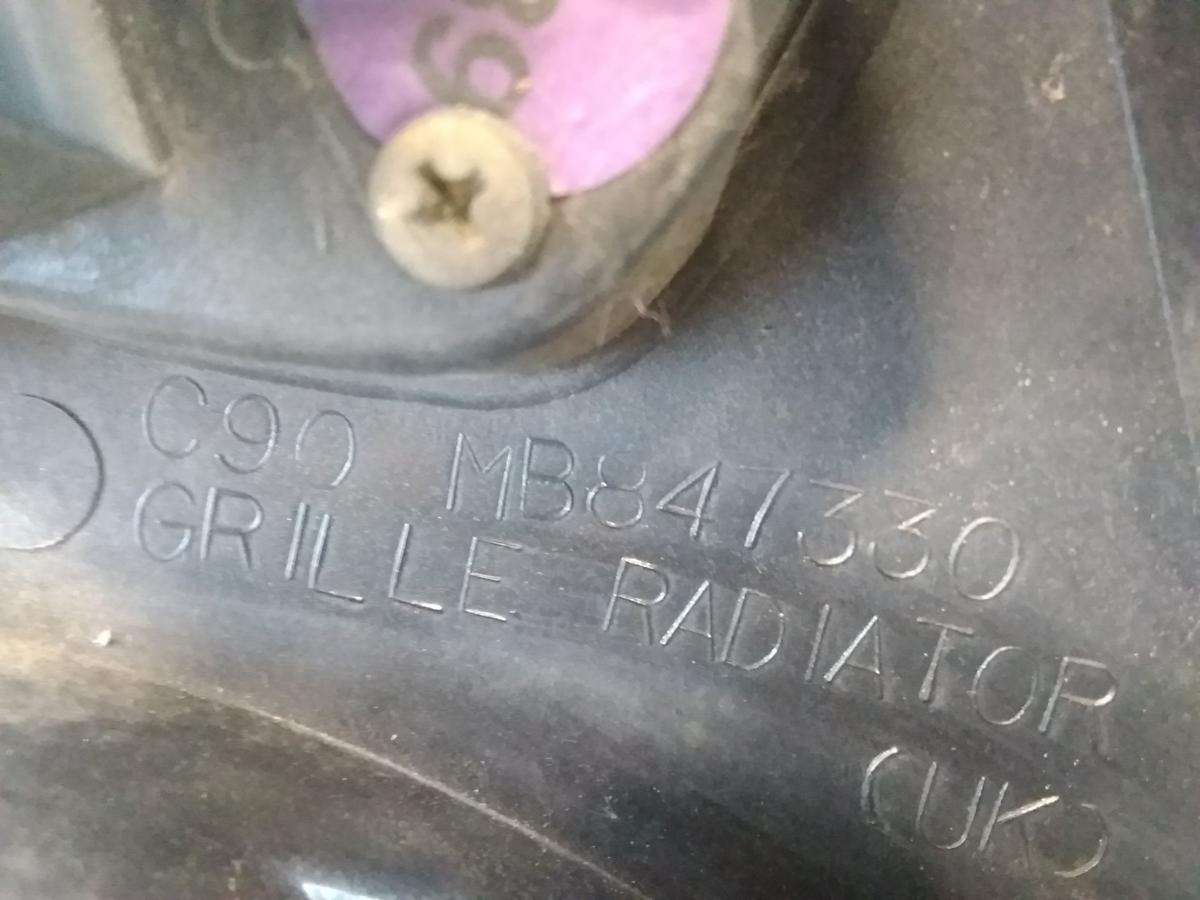 C90 MB847330
GRILLE RADIATOR
(UK)